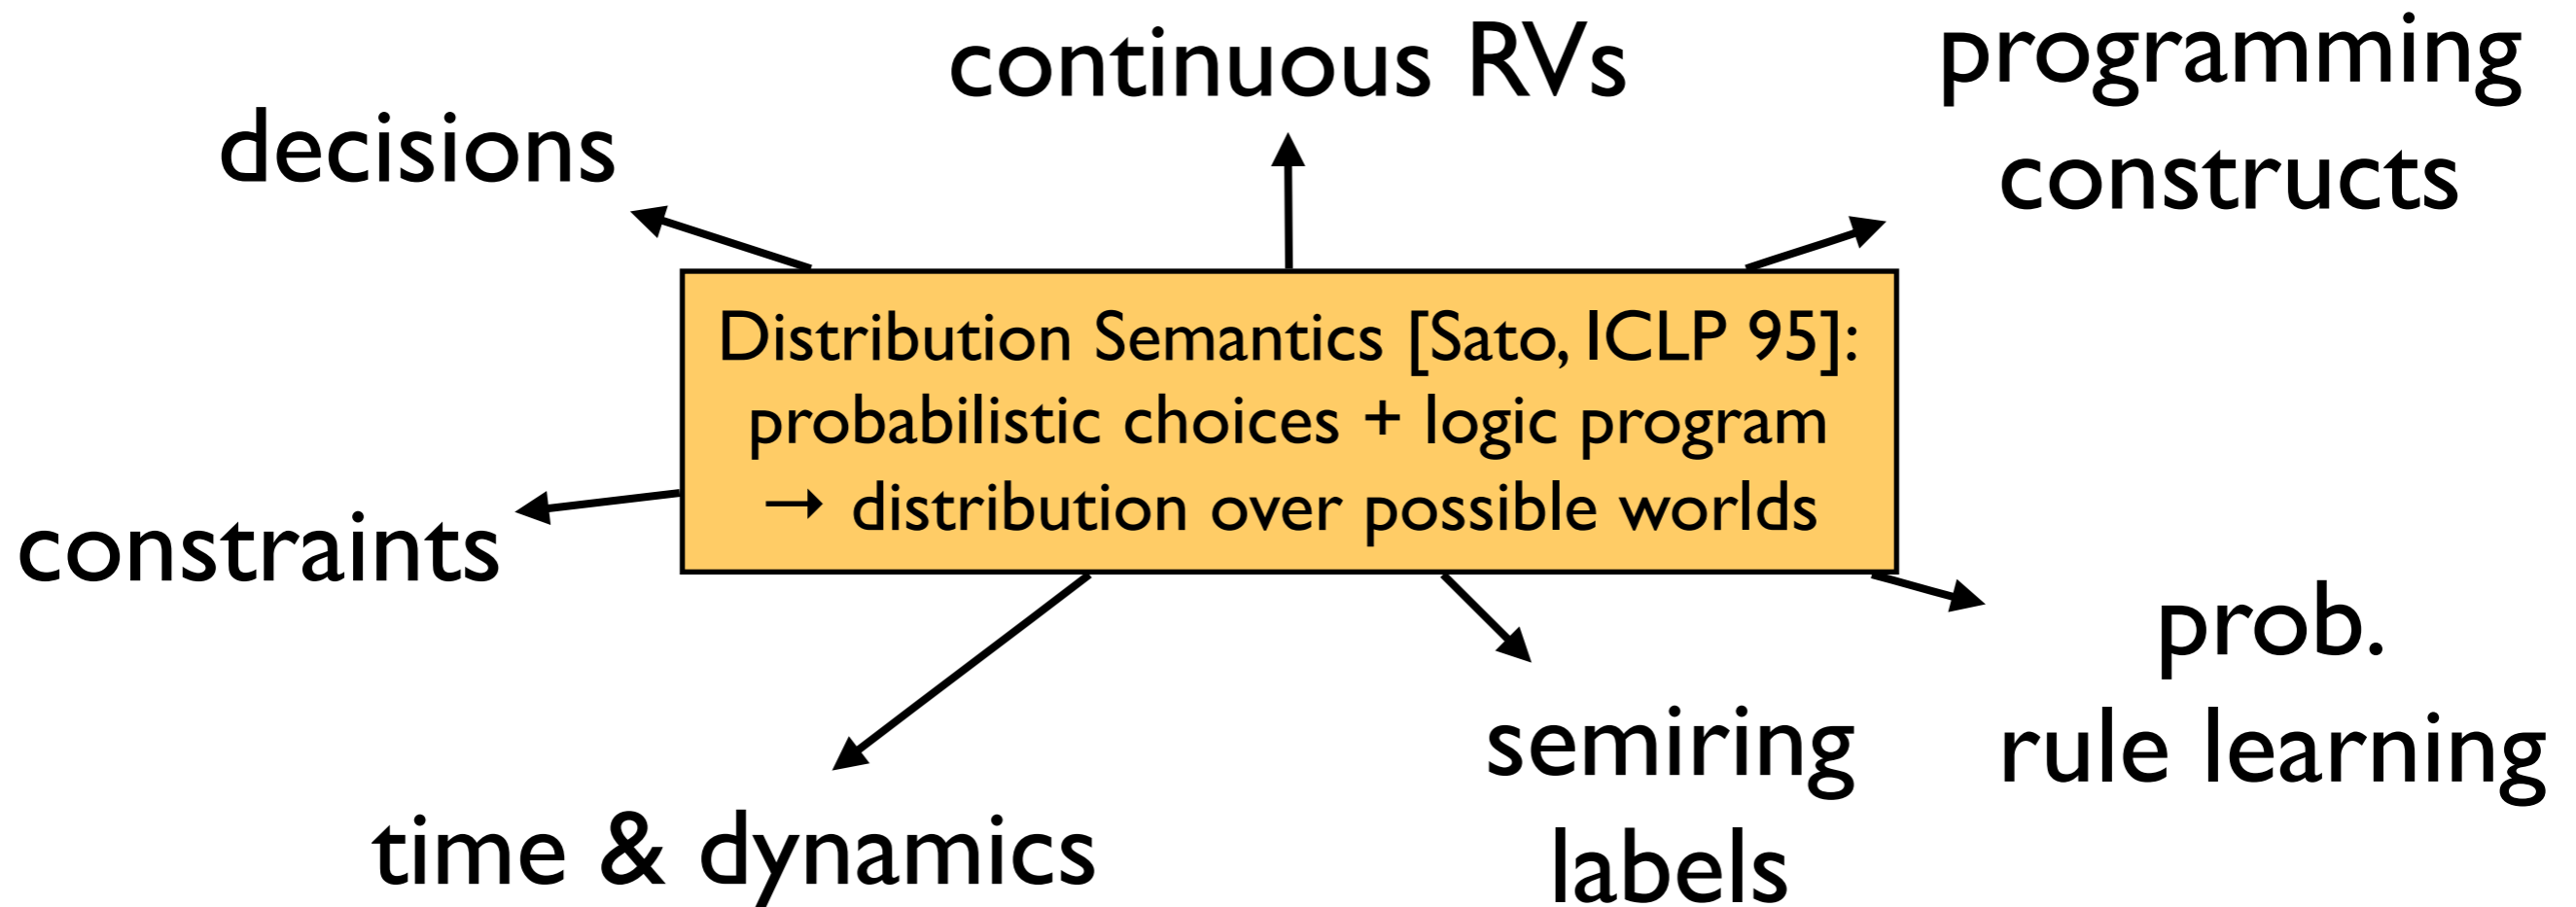 continuous RVs
programming
constructs
decisions
Distribution Semantics [Sato, ICLP 95]:
probabilistic choices + logic program
→ distribution over possible worlds
constraints
prob.
rule learning
semiring
labels
time & dynamics